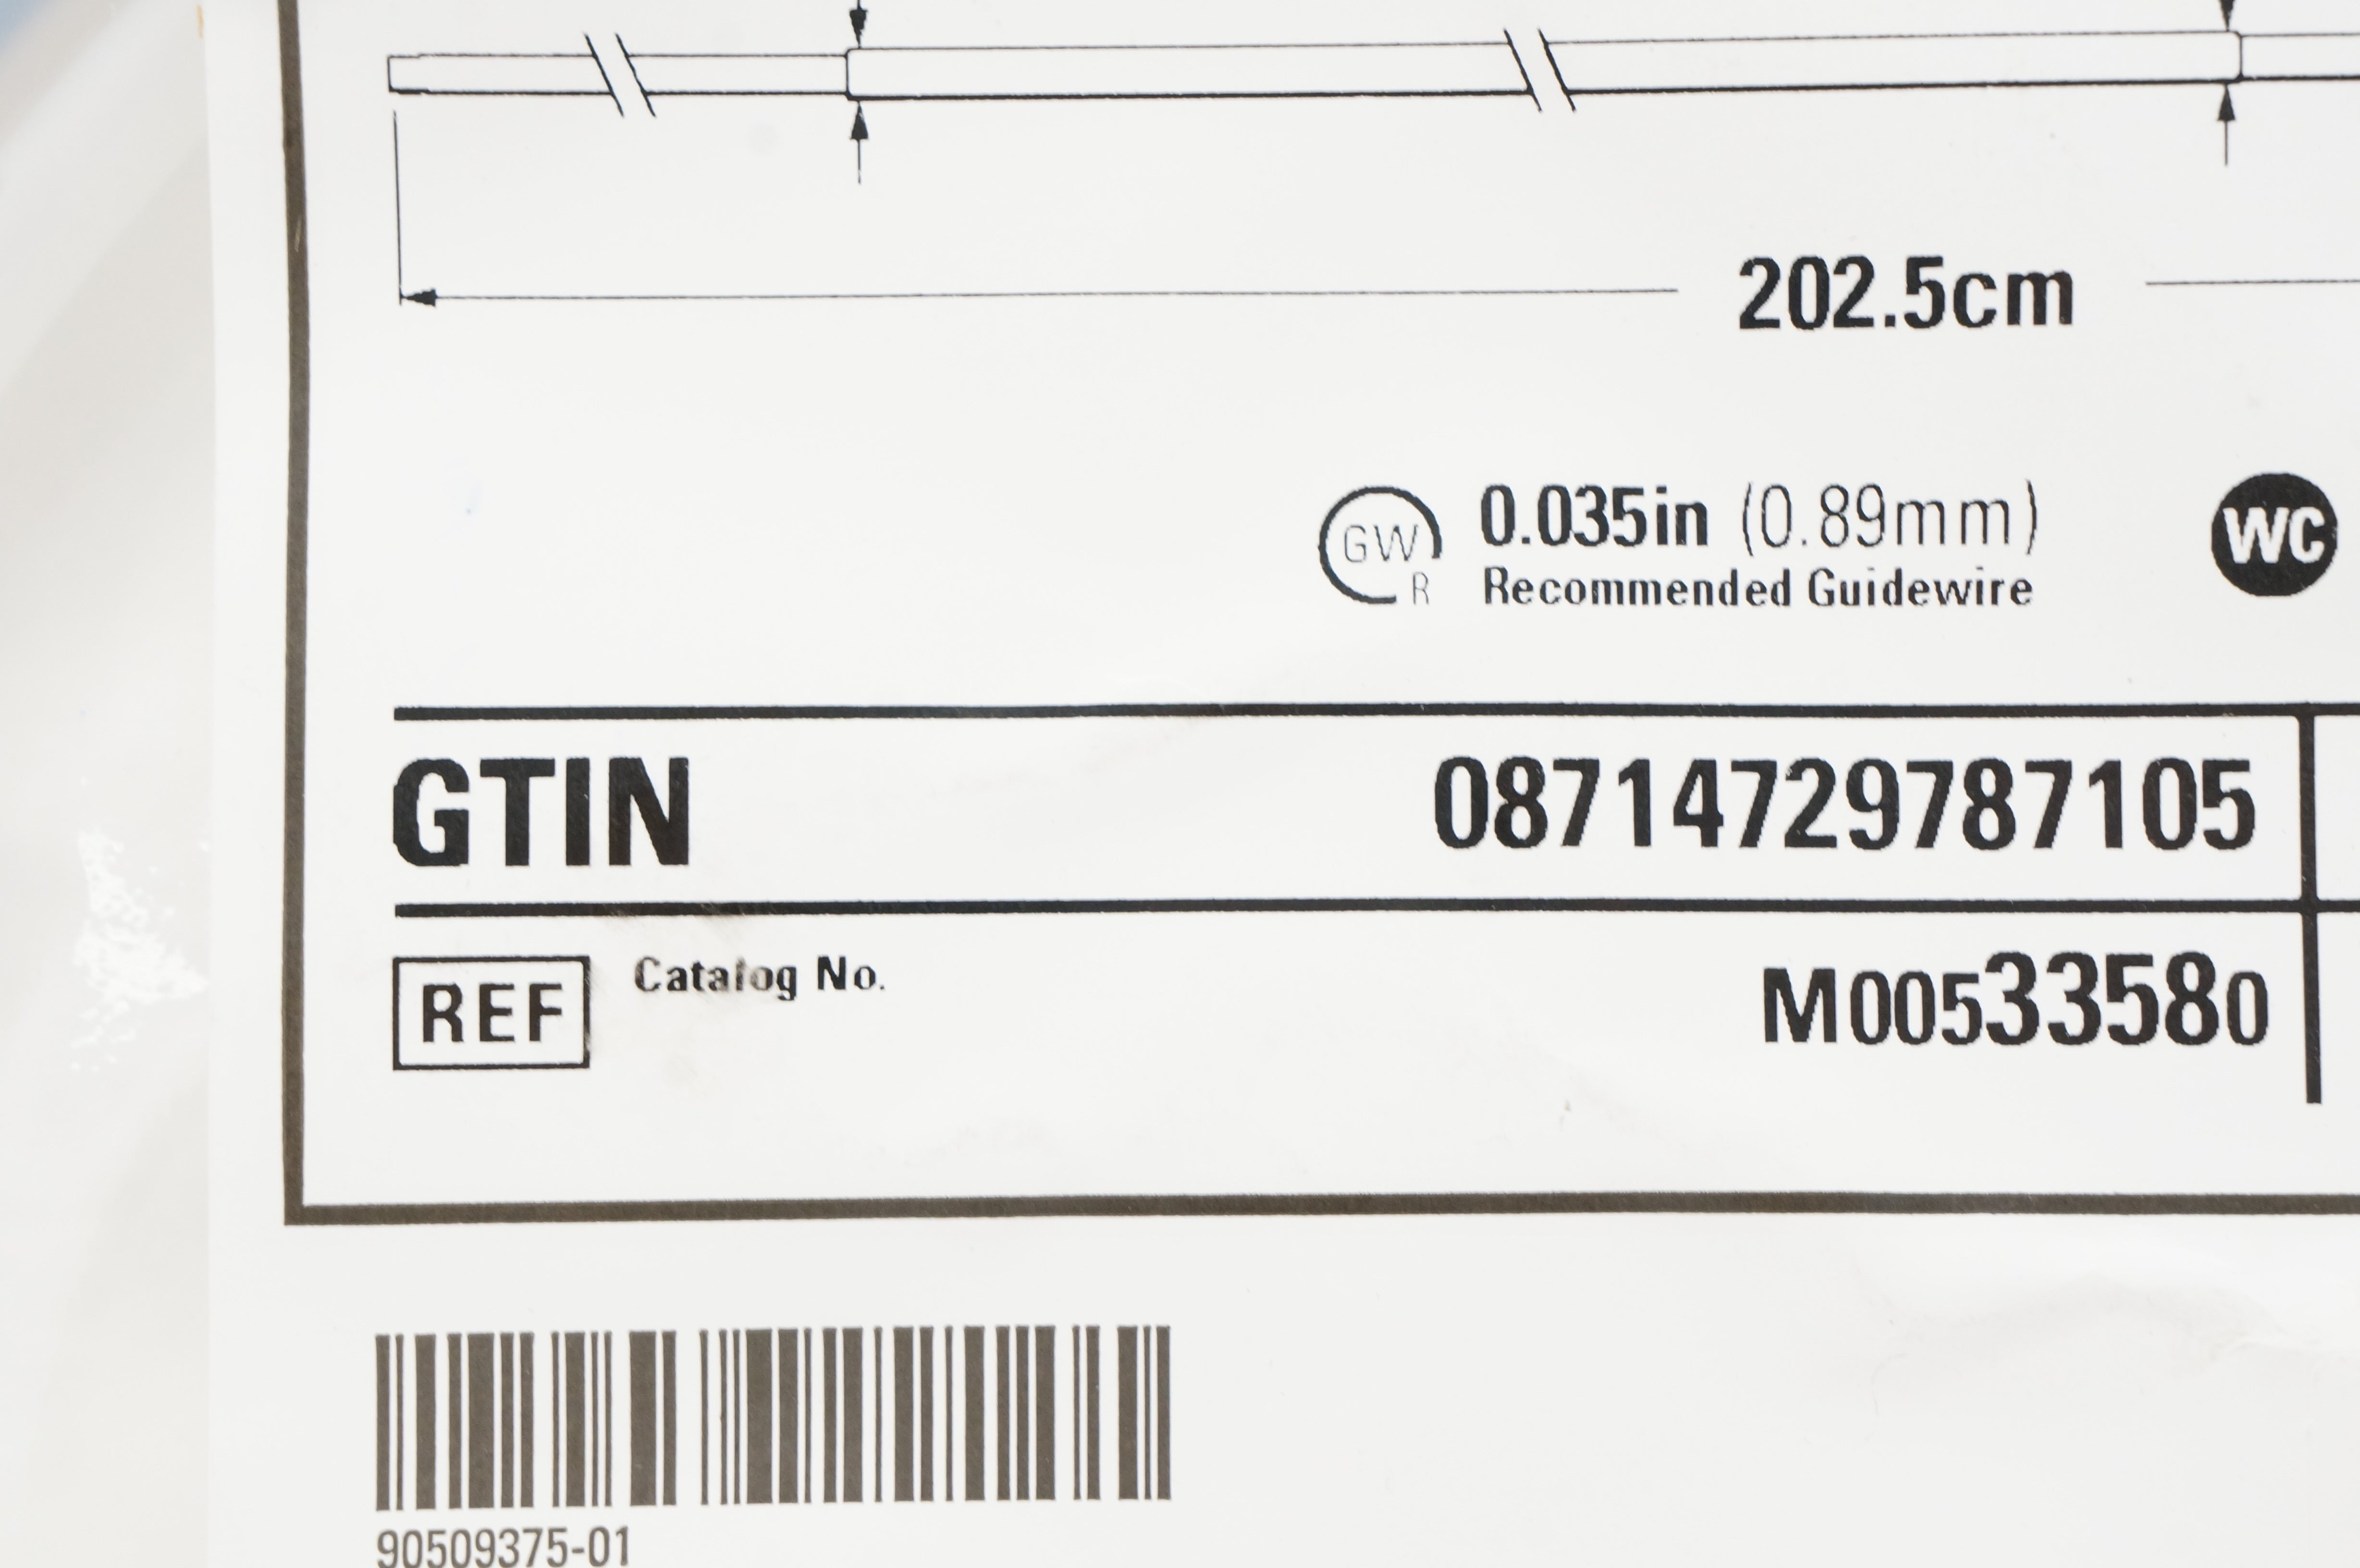 202.5cm
GW
R
0.035in (0.89mm)
Recommended Guidewire
WC
GTIN 08714729787105
REF Catalog No. M00533580
90509375-01